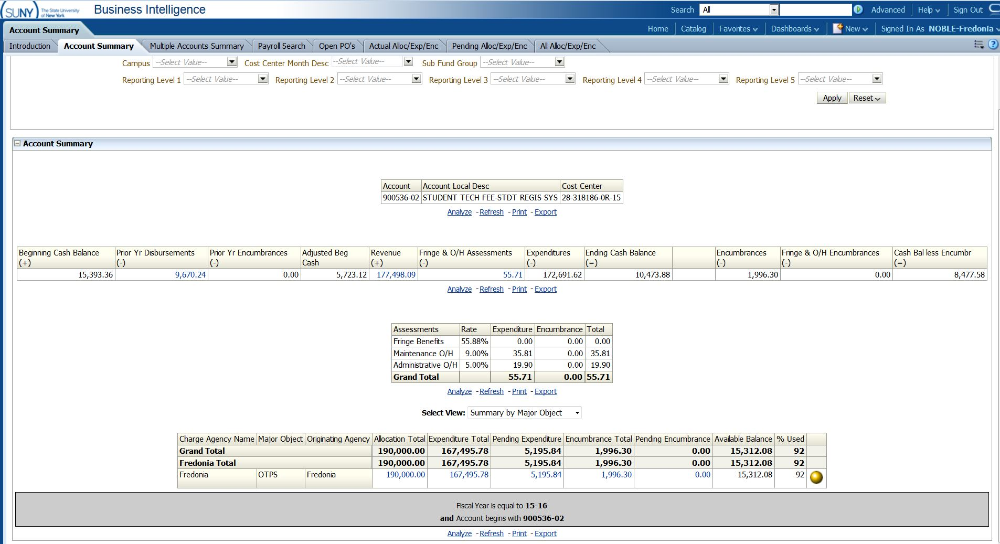 SUNY The State University of New York Business Intelligence Search All Advanced Help Sign Out
Account Summary Home Catalog Favorites Dashboards New Signed In As NOBLE-Fredonia
Introduction Account Summary Multiple Accounts Summary Payroll Search Open PO's Actual Alloc/Exp/Enc Pending Alloc/Exp/Enc All Alloc/Exp/Enc
Campus --Select Value-- Cost Center Month Desc --Select Value-- Sub Fund Group --Select Value--
Reporting Level 1 --Select Value-- Reporting Level 2 --Select Value-- Reporting Level 3 --Select Value-- Reporting Level 4 --Select Value-- Reporting Level 5 --Select Value--
Apply Reset
Account Summary
Account Account Local Desc Cost Center
900536-02 STUDENT TECH FEE-STDT REGIS SYS 28-318186-0R-15
Analyze - Refresh - Print - Export
Beginning Cash Balance (+) Prior Yr Disbursements (-) Prior Yr Encumbrances (-) Adjusted Beg Cash Revenue (+) Fringe & O/H Assessments (-) Expenditures (-) Ending Cash Balance (=) Encumbrances (-) Fringe & O/H Encumbrances (-) Cash Bal less Encumbr (=)
15,393.36 9,670.24 0.00 5,723.12 177,498.09 55.71 172,691.62 10,473.88 1,996.30 0.00 8,477.58
Analyze - Refresh - Print - Export
Assessments Rate Expenditure Encumbrance Total
Fringe Benefits 55.88% 0.00 0.00 0.00
Maintenance O/H 9.00% 35.81 0.00 35.81
Administrative O/H 5.00% 19.90 0.00 19.90
Grand Total 55.71 0.00 55.71
Analyze - Refresh - Print - Export
Select View: Summary by Major Object
Charge Agency Name Major Object Originating Agency Allocation Total Expenditure Total Pending Expenditure Encumbrance Total Pending Encumbrance Available Balance % Used
Grand Total 190,000.00 167,495.78 5,195.84 1,996.30 0.00 15,312.08 92
Fredonia Total 190,000.00 167,495.78 5,195.84 1,996.30 0.00 15,312.08 92
Fredonia OTPS Fredonia 190,000.00 167,495.78 5,195.84 1,996.30 0.00 15,312.08 92
Fiscal Year is equal to 15-16
and Account begins with 900536-02
Analyze - Refresh - Print - Export